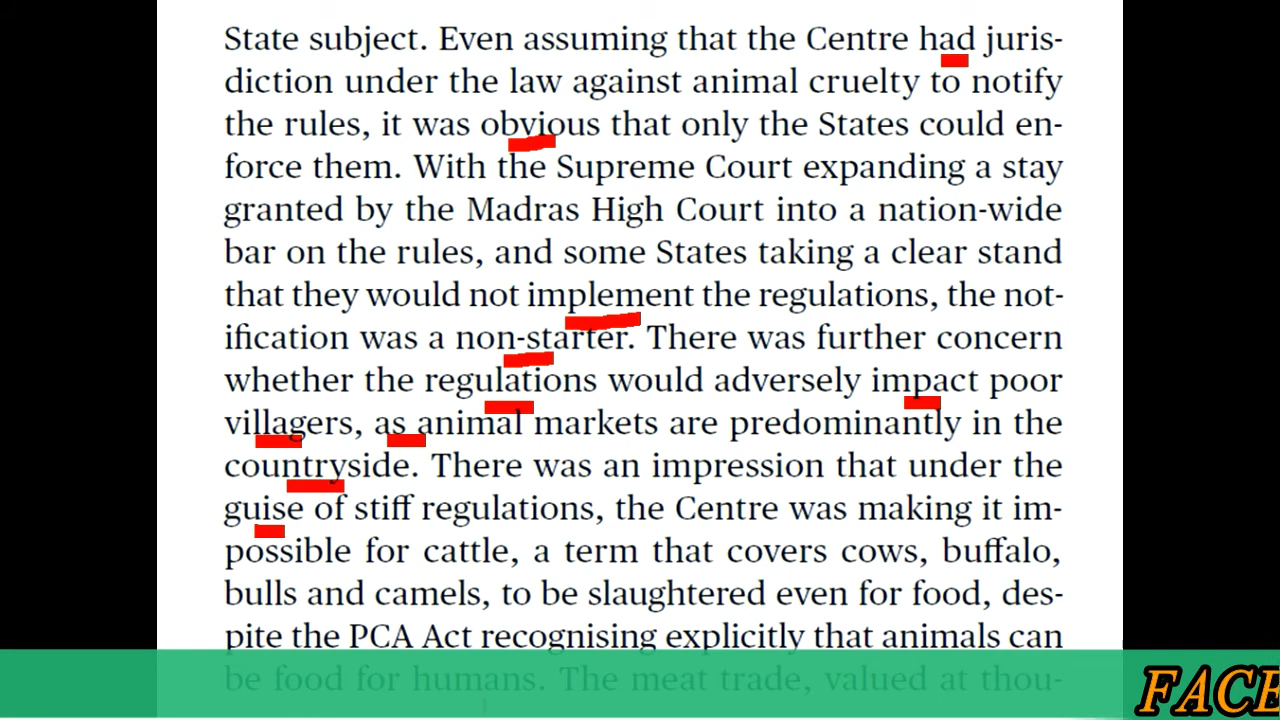 State subject. Even assuming that the Centre had juris-
diction under the law against animal cruelty to notify
the rules, it was obvious that only the States could en-
force them. With the Supreme Court expanding a stay
granted by the Madras High Court into a nation-wide
bar on the rules, and some States taking a clear stand
that they would not implement the regulations, the not-
ification was a non-starter. There was further concern
whether the regulations would adversely impact poor
villagers, as animal markets are predominantly in the
countryside. There was an impression that under the
guise of stiff regulations, the Centre was making it im-
possible for cattle, a term that covers cows, buffalo,
bulls and camels, to be slaughtered even for food, des-
pite the PCA Act recognising explicitly that animals can
be food for humans. The meat trade, valued at thou-
FACE